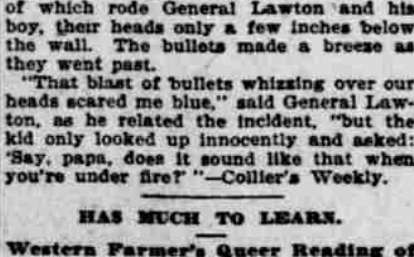 of which rode General Lawton and his
boy, their heads only a few inches below
the wall. The bullets made a breeze as
they went past.
"That blast of bullets whizzing over our
heads scared me blue," said General Law-
ton, as he related the incident, "but the
kid only looked up innocently and asked:
'Say, papa, does it sound like that when
you're under fire?' "—Collier's Weekly.
HAS MUCH TO LEARN.
Western Farmer's Queer Reading of